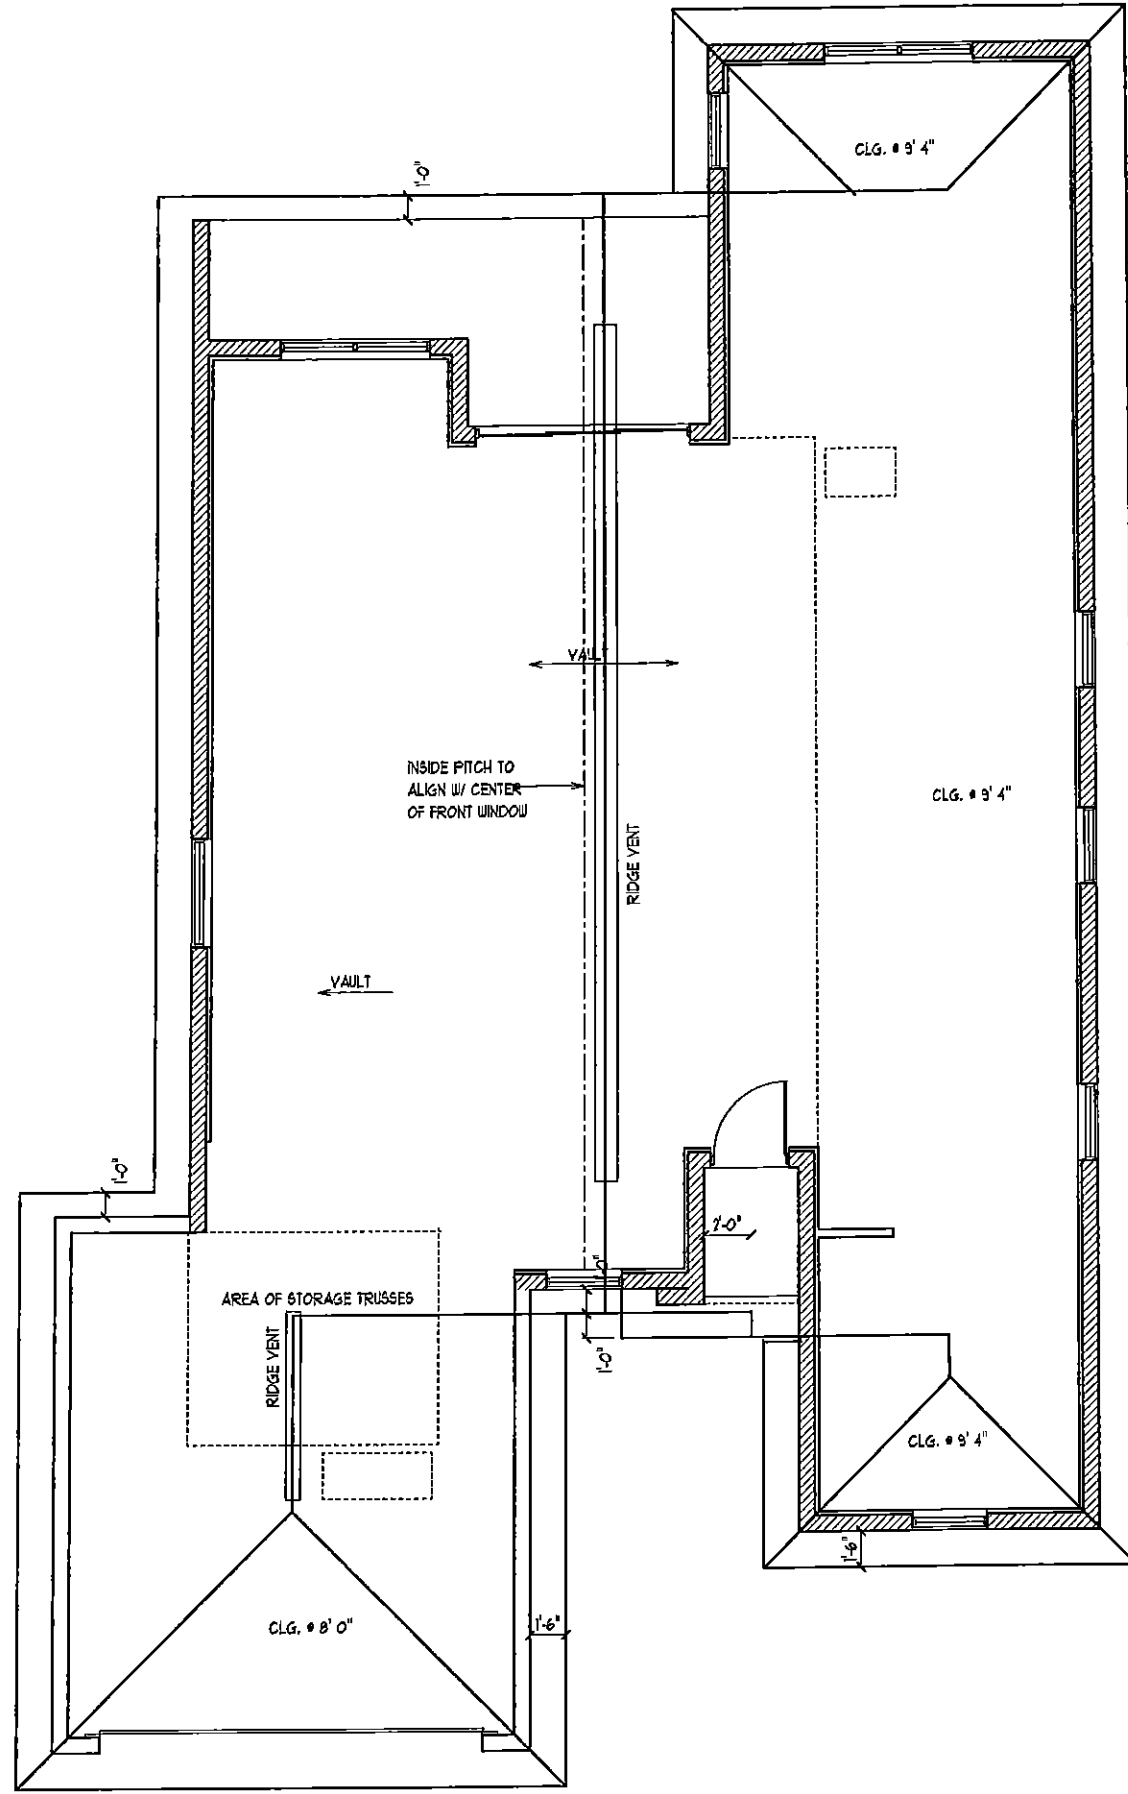 CLG. @ 9' 4"
1'-0"
VAULT
INSIDE PITCH TO
ALIGN W/ CENTER
OF FRONT WINDOW
CLG. @ 9' 4"
RIDGE VENT
VAULT
1'-0"
2'-0"
1'-0"
AREA OF STORAGE TRUSSES
RIDGE VENT
1'-0"
CLG. @ 9' 4"
1'-6"
CLG. @ 8' 0"
1'-6"